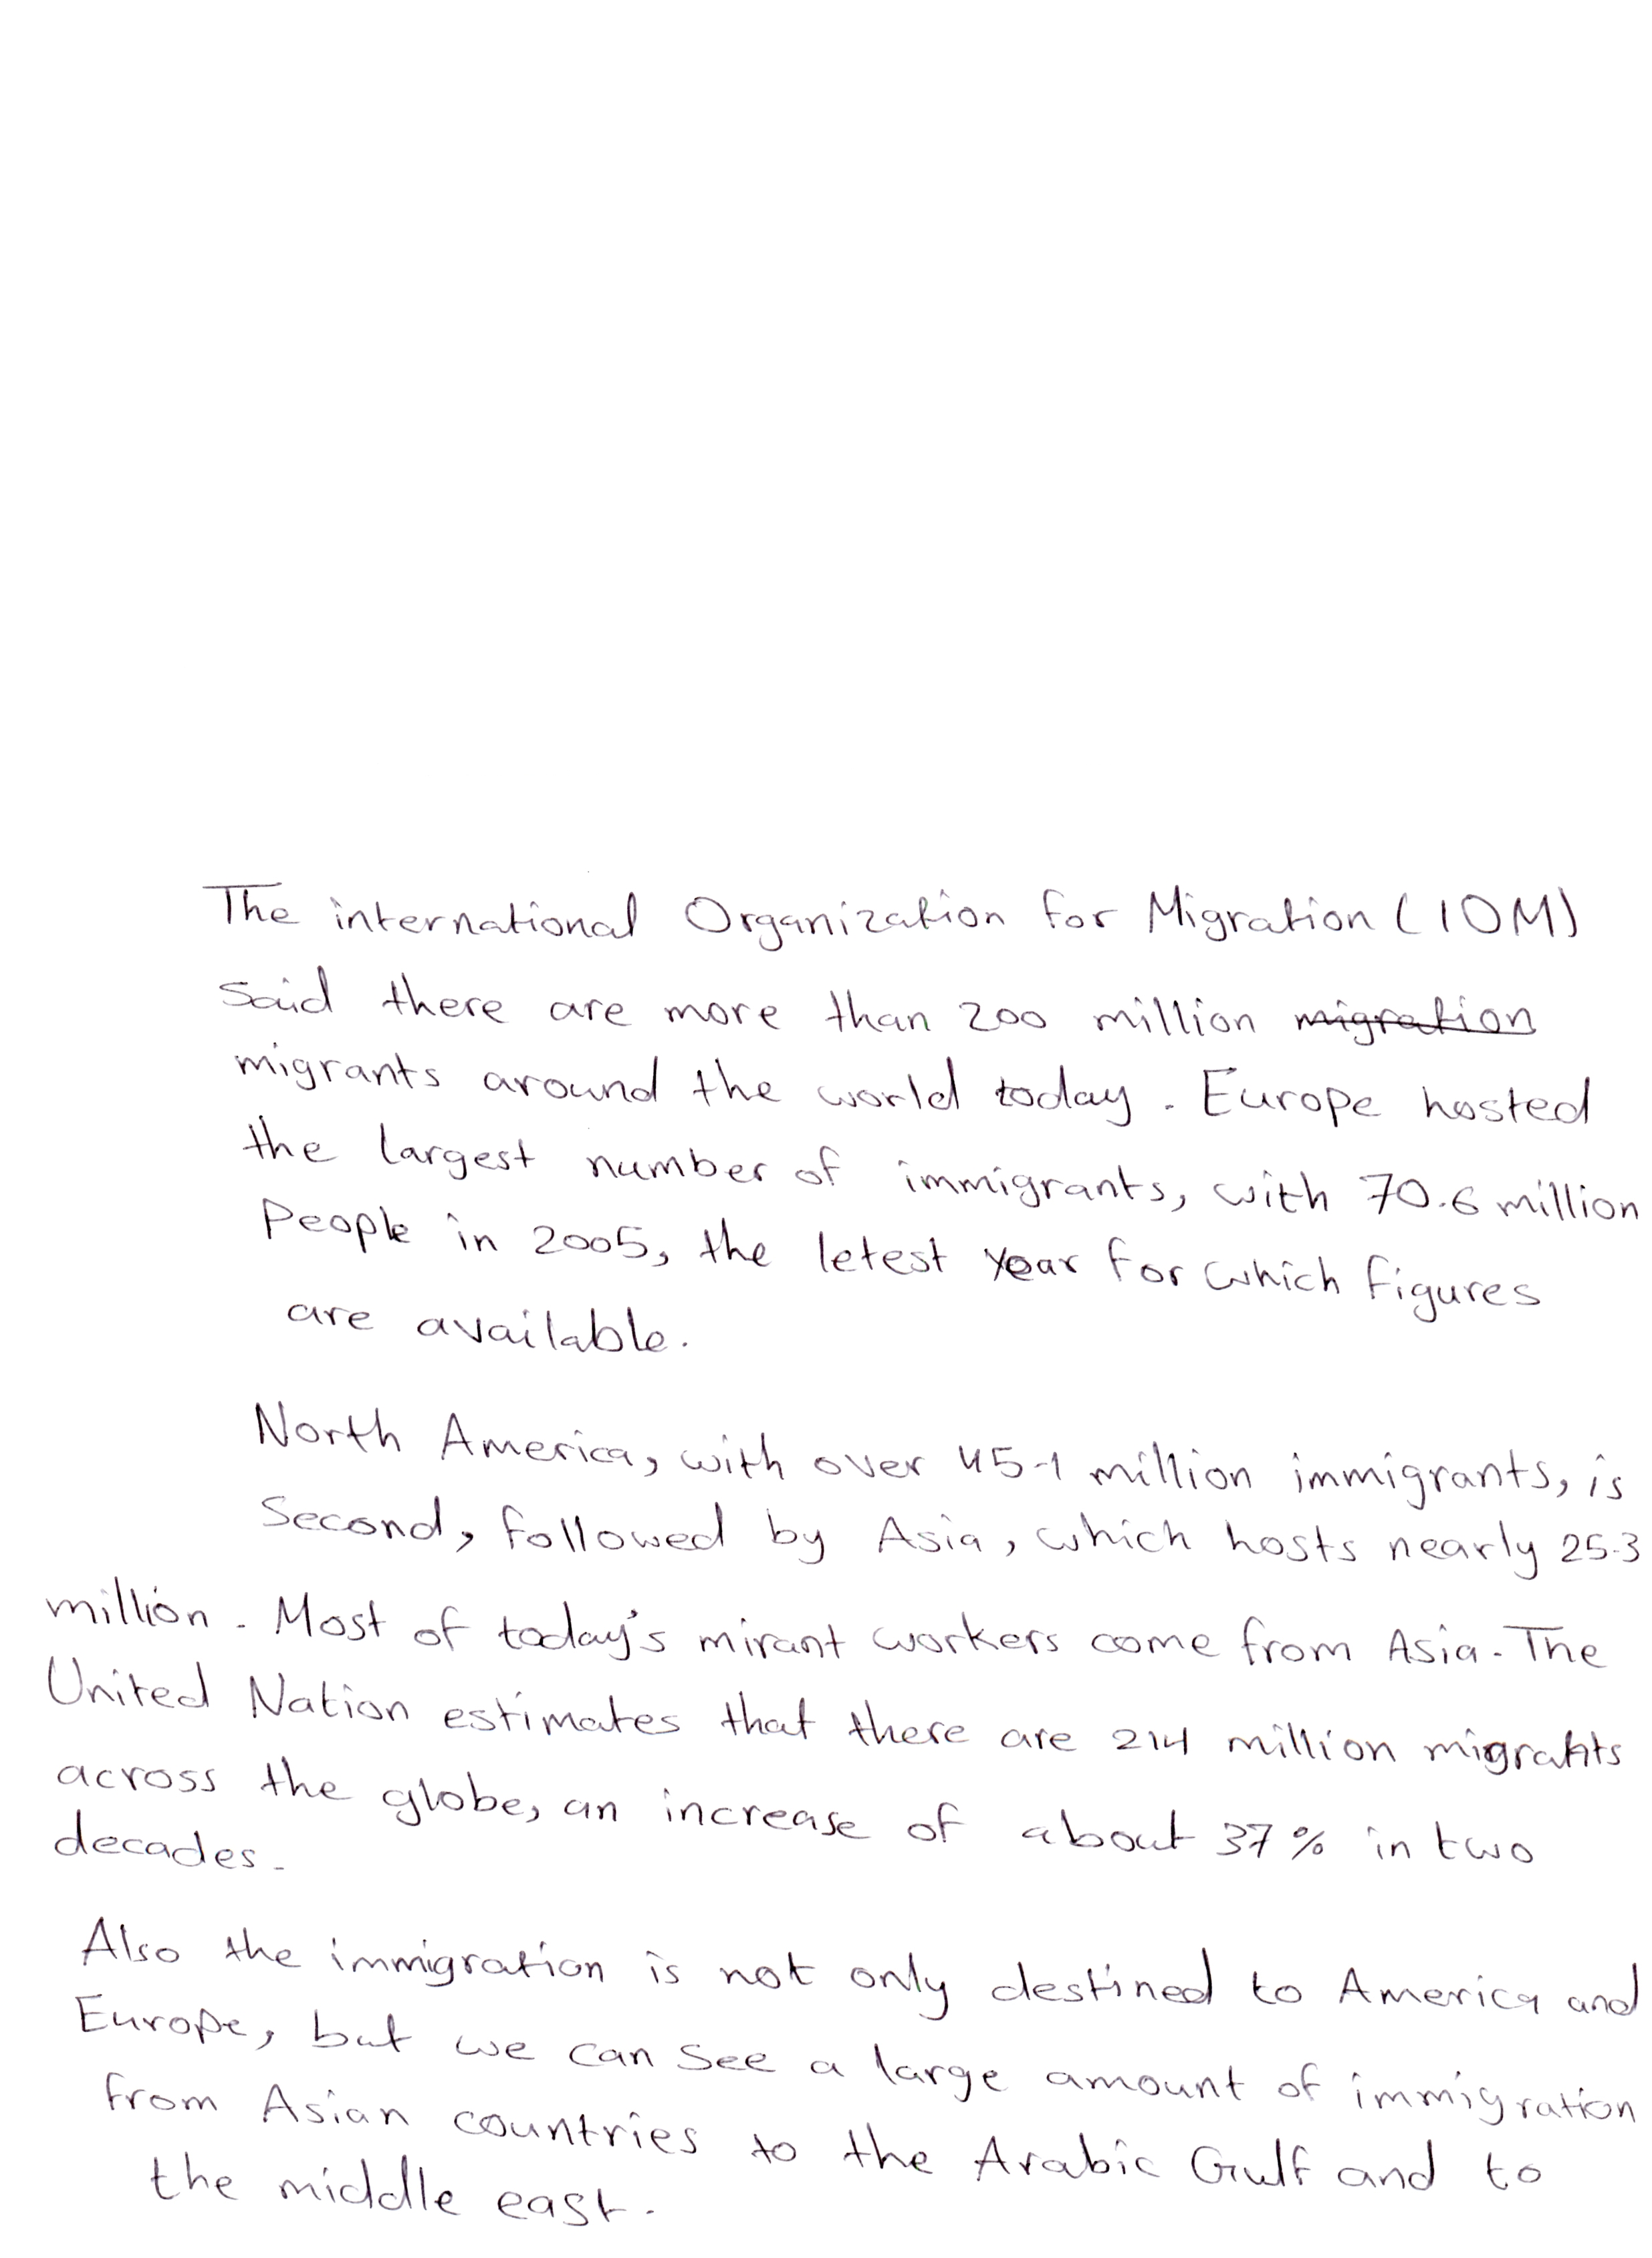 The international Organization for Migration (IOM)
Said there are more than 200 million migration
migrants around the world today. Europe hosted
the largest number of immigrants, with 70.6 million
People in 2005, the letest year for which figures
are available.
North America, with over 45.1 million immigrants, is
Second, followed by Asia, which hosts nearly 25.3
million. Most of today's mirant workers come from Asia. The
United Nation estimates that there are 214 million migrants
across the globe, an increase of about 37% in two
decades.
Also the immigration is not only destined to America and
Europe, but we can see a large amount of immigration
from Asian countries to the Arabic Gulf and to
the middle east.